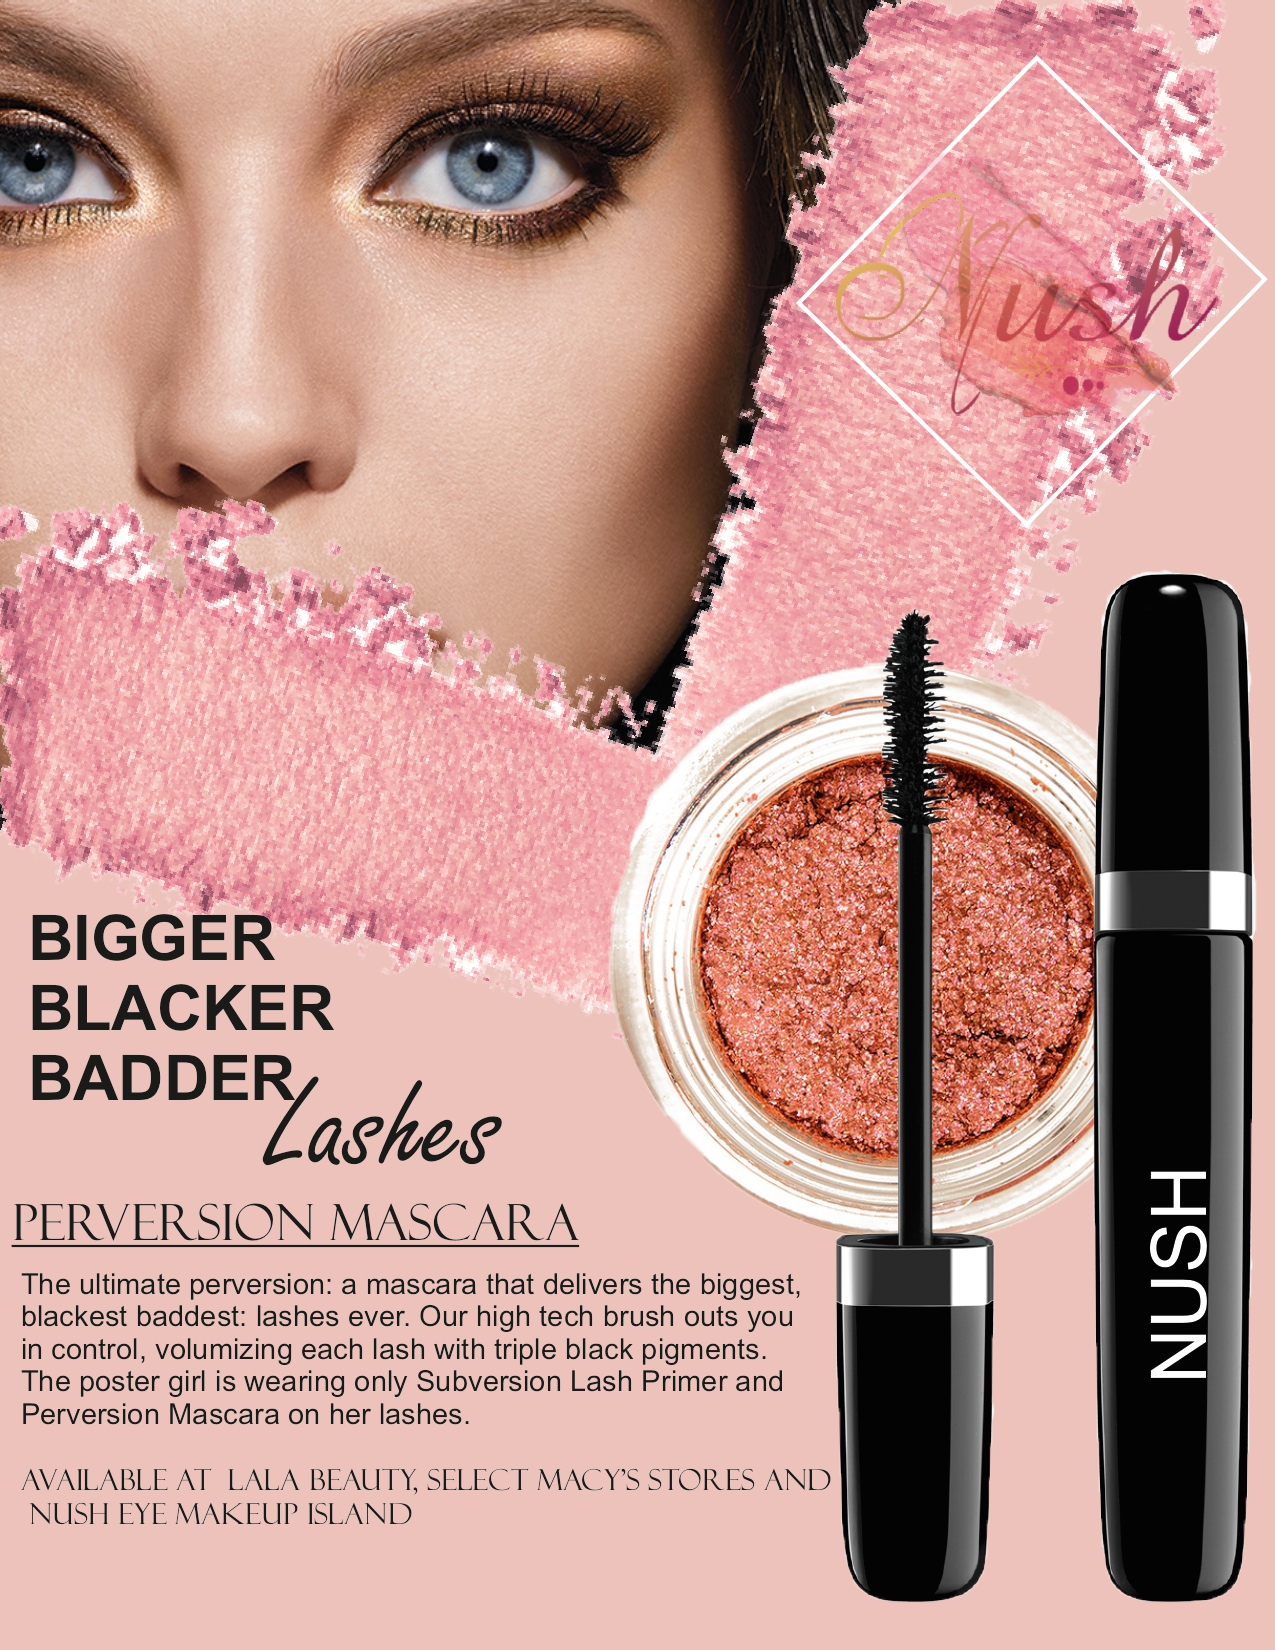 Nush
BIGGER
BLACKER
BADDER
Lashes
PERVERSION MASCARA
The ultimate perversion: a mascara that delivers the biggest,
blackest baddest: lashes ever. Our high tech brush outs you
in control, volumizing each lash with triple black pigments.
The poster girl is wearing only Subversion Lash Primer and
Perversion Mascara on her lashes.
AVAILABLE AT LALA BEAUTY, SELECT MACY'S STORES AND
NUSH EYE MAKEUP ISLAND
NUSH